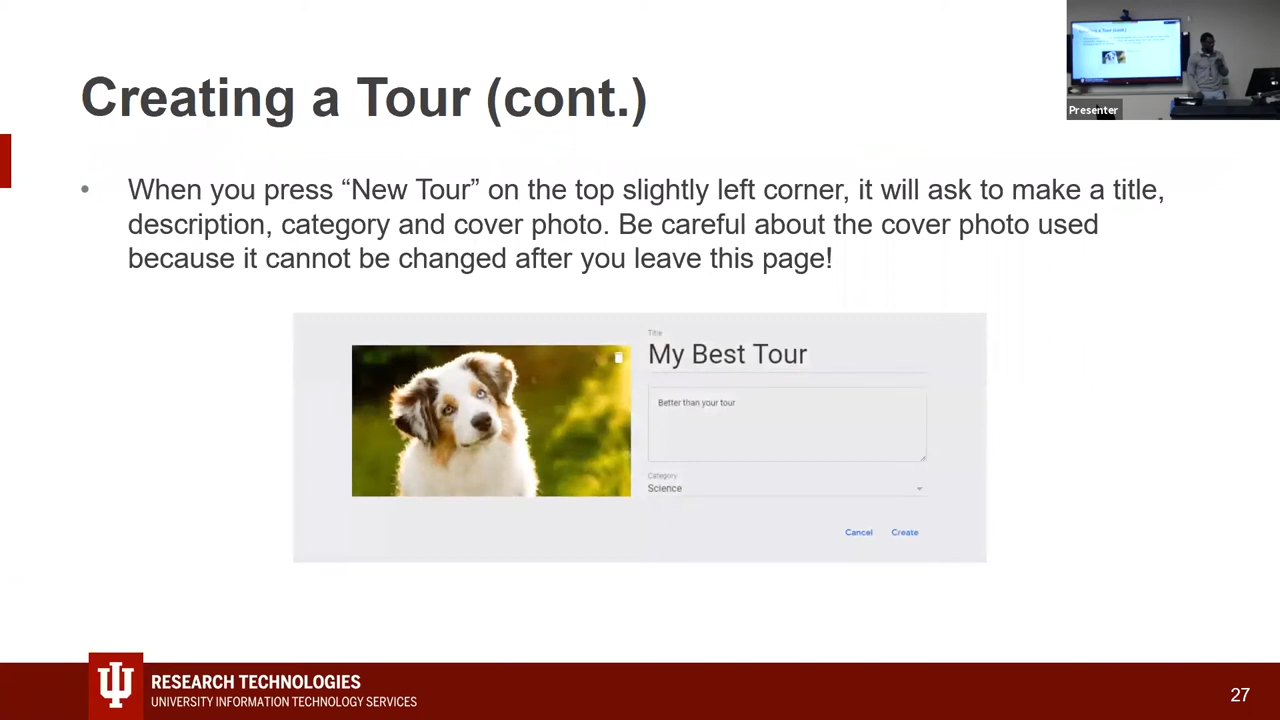 Creating a Tour (cont.)
Presenter
• When you press “New Tour” on the top slightly left corner, it will ask to make a title,
description, category and cover photo. Be careful about the cover photo used
because it cannot be changed after you leave this page!
Title
My Best Tour
Better than your tour
Category
Science
Cancel Create
RESEARCH TECHNOLOGIES
UNIVERSITY INFORMATION TECHNOLOGY SERVICES
27